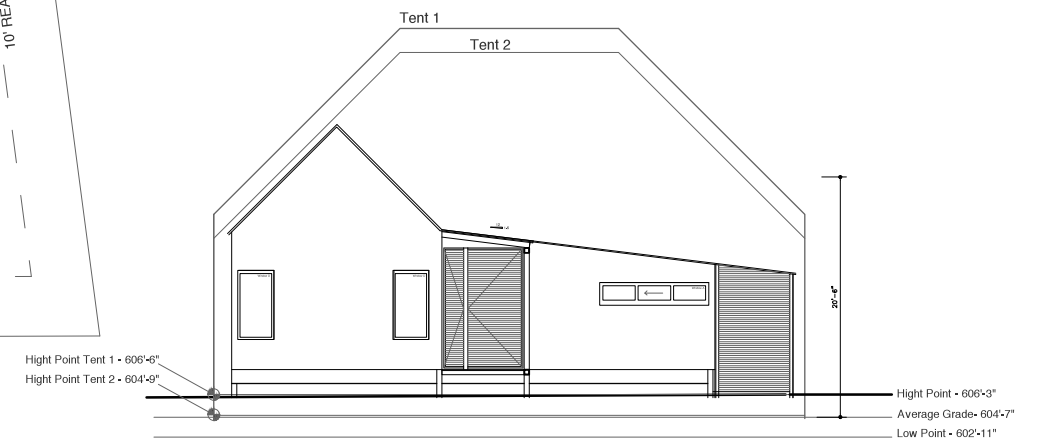 10' REA
Tent 1
Tent 2
20'-6"
Hight Point Tent 1 - 606'-6"
Hight Point Tent 2 - 604'-9"
Hight Point - 606'-3"
Average Grade- 604'-7"
Low Point - 602'-11"